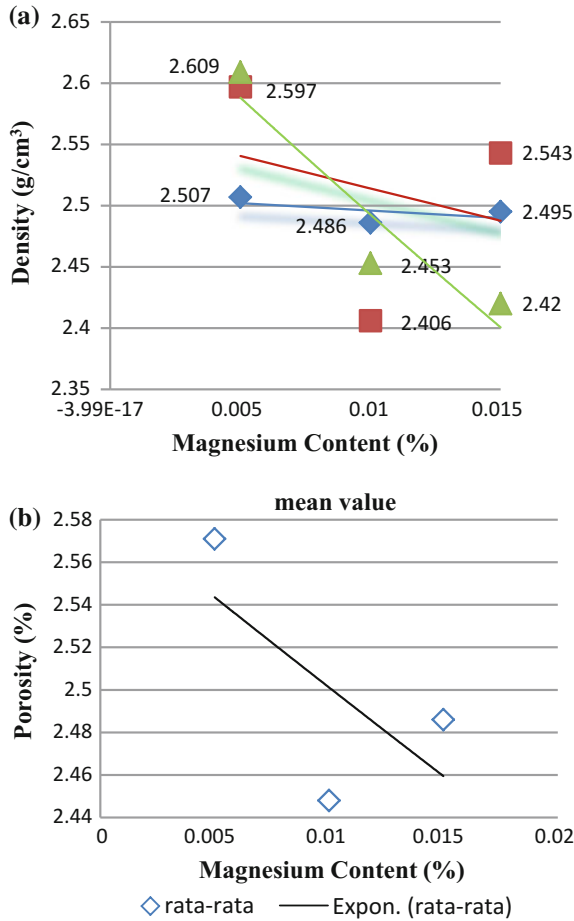 (a)
2.65
2.6
2.55
2.5
2.45
2.4
2.35
Density (g/cm³)
2.609
2.597
2.507
2.486
2.453
2.406
2.543
2.495
2.42
-3.99E-17 0.005 0.01 0.015
Magnesium Content (%)
(b)
mean value
2.58
2.56
2.54
2.52
2.5
2.48
2.46
2.44
Porosity (%)
0 0.005 0.01 0.015 0.02
Magnesium Content (%)
rata-rata Expon. (rata-rata)